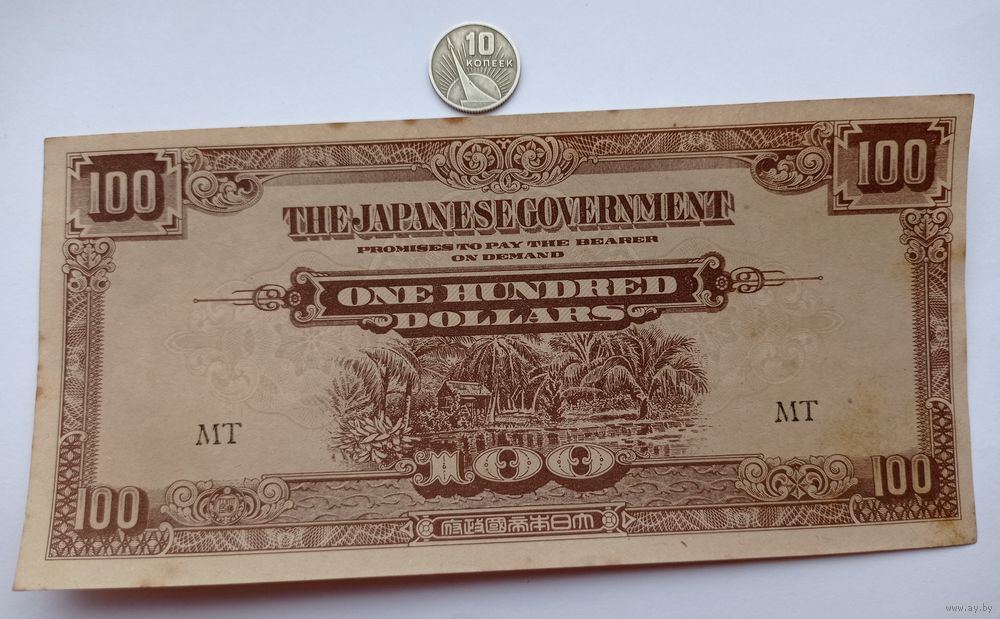 10
КОПЕЕК
100
100
THE JAPANESE GOVERNMENT
PROMISES TO PAY THE BEARER
ON DEMAND
ONE HUNDRED
DOLLARS
MT
MT
100
100
100
府政國帝本日大
www.ay.by